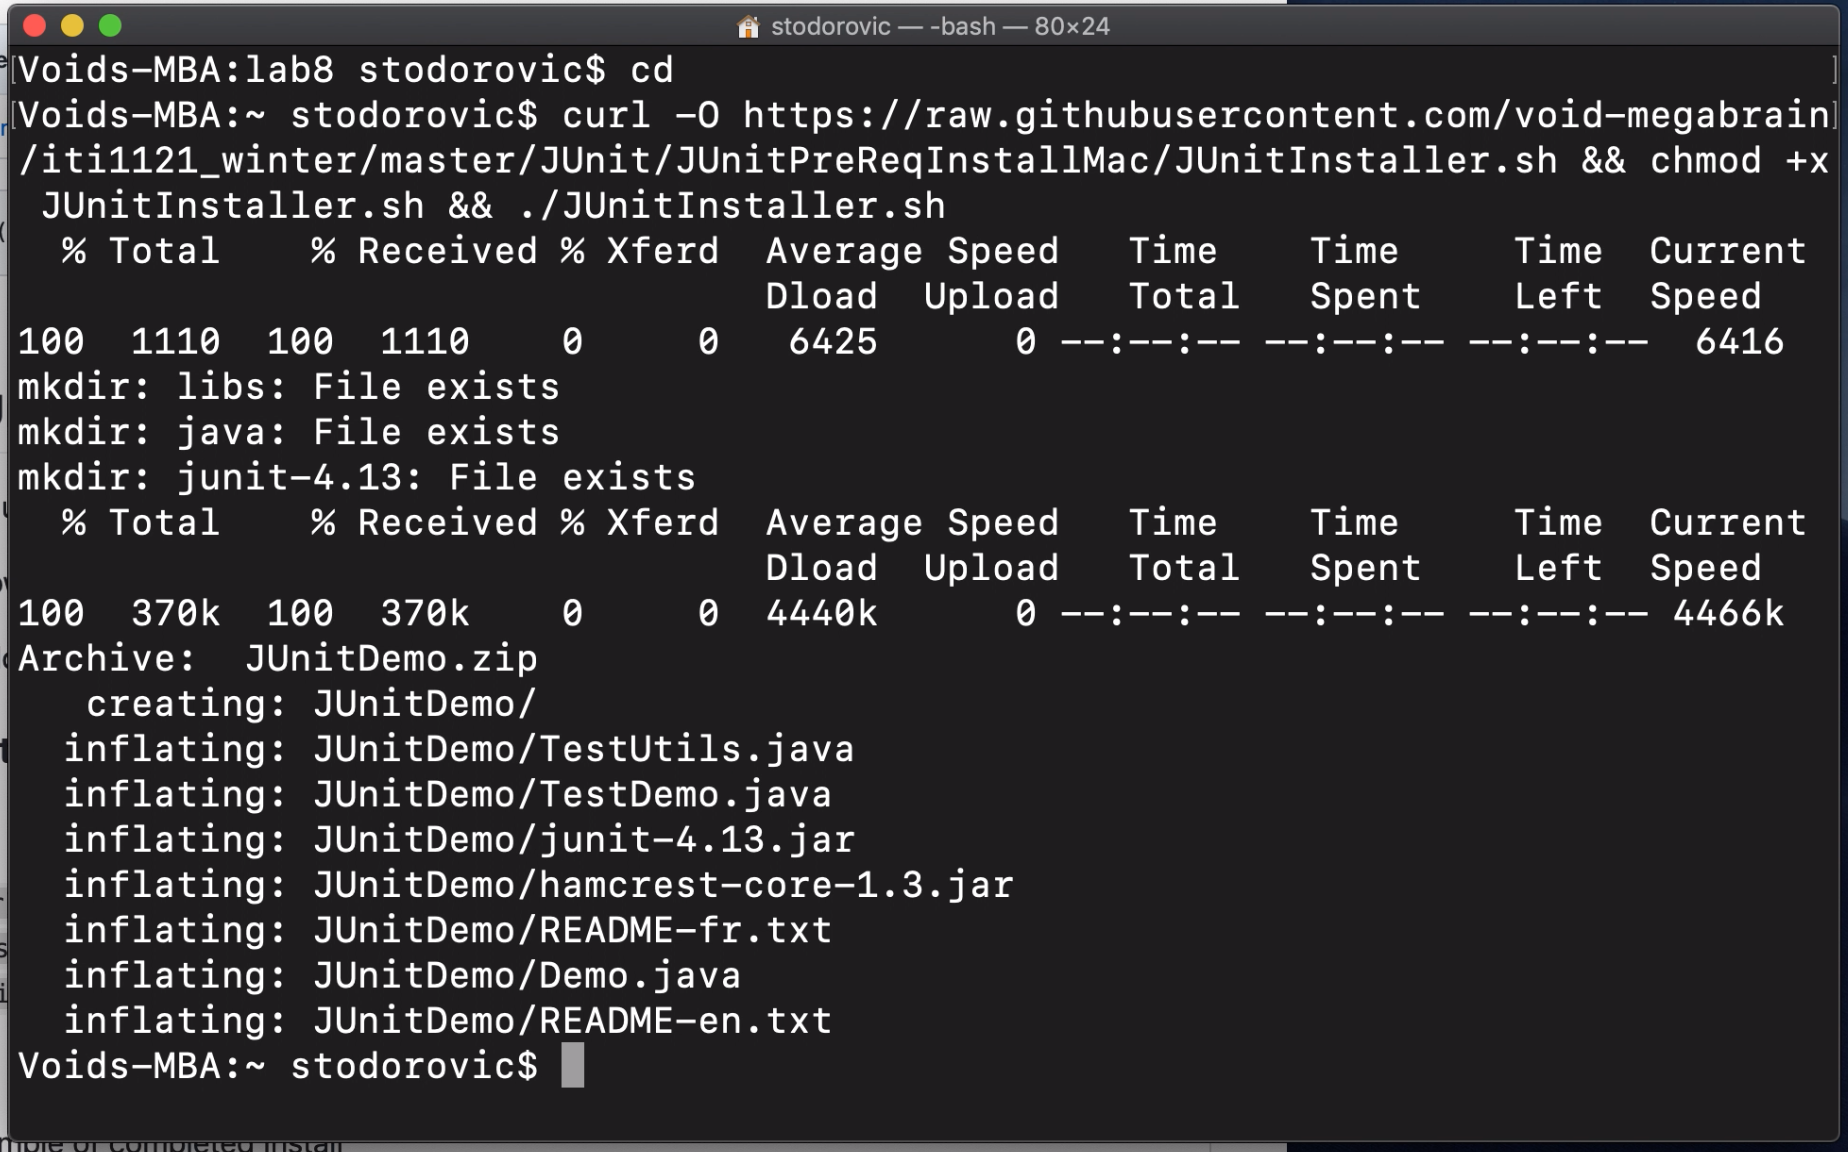 stodorovic — -bash — 80×24
Voids-MBA:lab8 stodorovic$ cd
Voids-MBA:~ stodorovic$ curl -O https://raw.githubusercontent.com/void-megabrain
/iti1121_winter/master/JUnit/JUnitPreReqInstallMac/JUnitInstaller.sh && chmod +x
 JUnitInstaller.sh && ./JUnitInstaller.sh
  % Total    % Received % Xferd  Average Speed   Time    Time     Time  Current
                                 Dload  Upload   Total   Spent    Left  Speed
100  1110  100  1110    0     0   6425      0 --:--:-- --:--:-- --:--:--  6416
mkdir: libs: File exists
mkdir: java: File exists
mkdir: junit-4.13: File exists
  % Total    % Received % Xferd  Average Speed   Time    Time     Time  Current
                                 Dload  Upload   Total   Spent    Left  Speed
100  370k  100  370k    0     0  4440k      0 --:--:-- --:--:-- --:--:-- 4466k
Archive:  JUnitDemo.zip
   creating: JUnitDemo/
  inflating: JUnitDemo/TestUtils.java
  inflating: JUnitDemo/TestDemo.java
  inflating: JUnitDemo/junit-4.13.jar
  inflating: JUnitDemo/hamcrest-core-1.3.jar
  inflating: JUnitDemo/README-fr.txt
  inflating: JUnitDemo/Demo.java
  inflating: JUnitDemo/README-en.txt
Voids-MBA:~ stodorovic$
of completed install